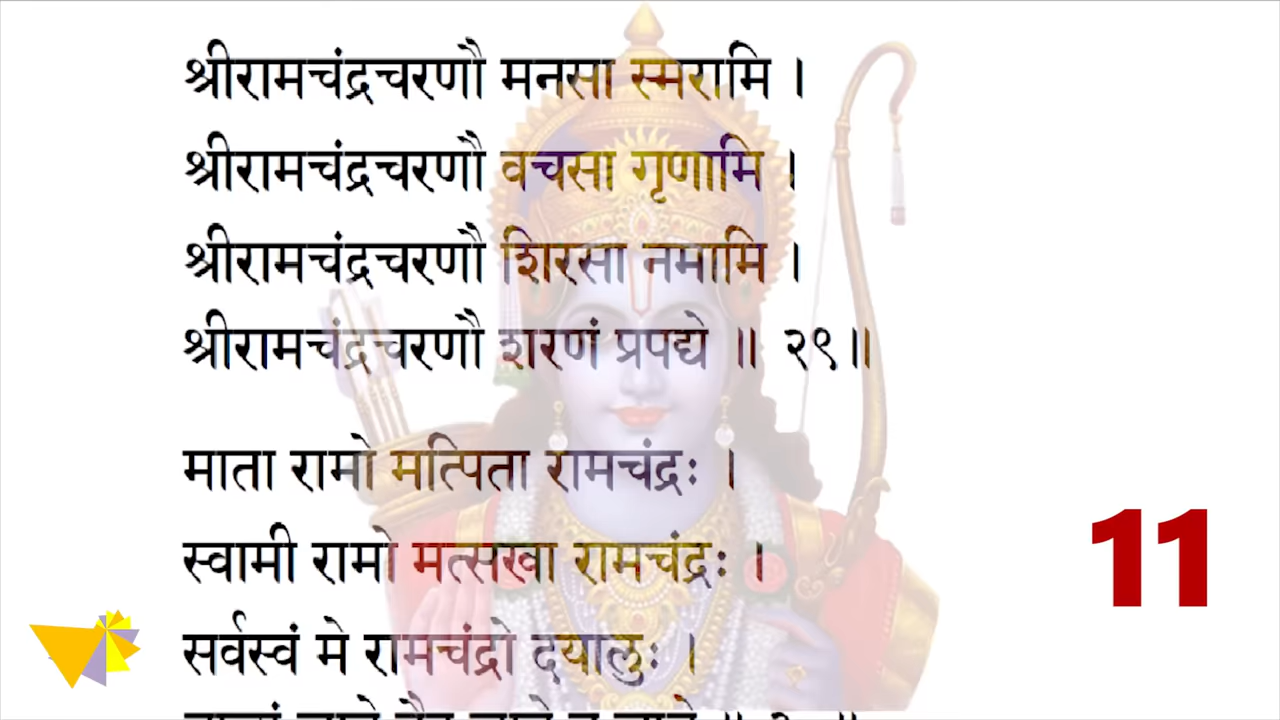 श्रीरामचंद्रचरणौ मनसा स्मरामि ।
श्रीरामचंद्रचरणौ वचसा गृणामि ।
श्रीरामचंद्रचरणौ शिरसा नमामि ।
श्रीरामचंद्रचरणौ शरणं प्रपद्ये ॥ २९॥
माता रामो मत्पिता रामचंद्रः ।
स्वामी रामो मत्सखा रामचंद्रः ।
सर्वस्वं मे रामचंद्रो दयालुः ।
11